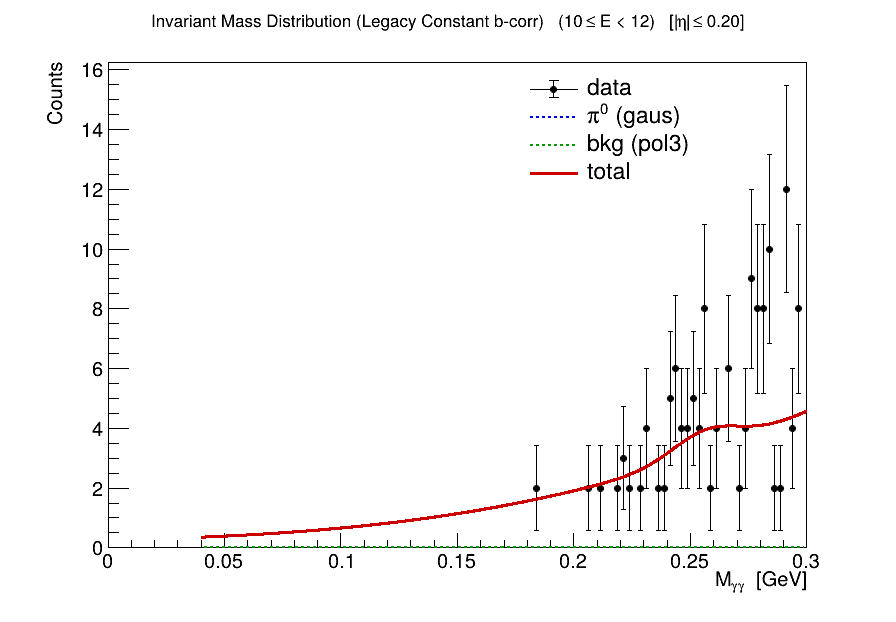 Invariant Mass Distribution (Legacy Constant b-corr) (10 ≤ E < 12) [|η| ≤ 0.20]
Counts
16
14
12
10
8
6
4
2
0
data
π⁰ (gaus)
bkg (pol3)
total
0 0.05 0.1 0.15 0.2 0.25 0.3
M_γγ [GeV]